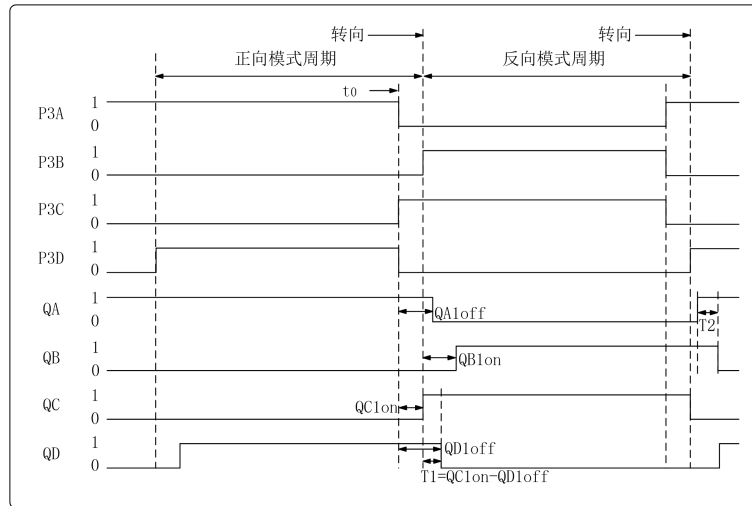 转向 转向
正向模式周期 反向模式周期
t0
P3A 1 0
P3B 1 0
P3C 1 0
P3D 1 0
QA 1 0 QA1off T2
QB 1 0 QB1on
QC 1 0 QC1on
QD 1 0 QD1off
T1=QC1on-QD1off